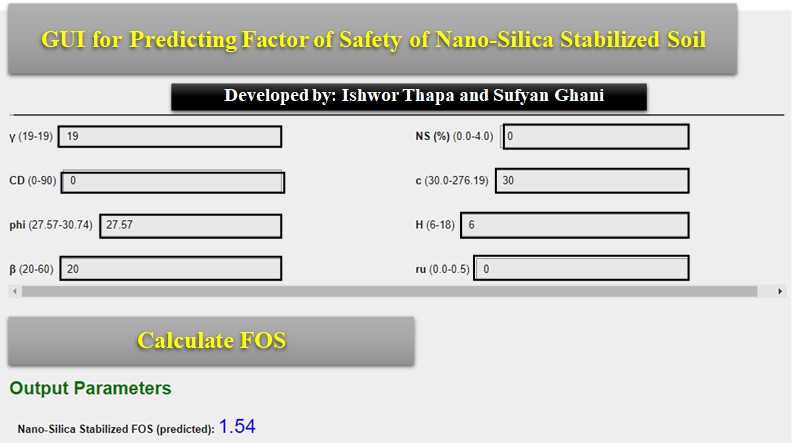 GUI for Predicting Factor of Safety of Nano-Silica Stabilized Soil
Developed by: Ishwor Thapa and Sufyan Ghani
γ (19-19) 19 NS (%) (0.0-4.0) 0
CD (0-90) 0 c (30.0-276.19) 30
phi (27.57-30.74) 27.57 H (6-18) 6
β (20-60) 20 ru (0.0-0.5) 0
Calculate FOS
Output Parameters
Nano-Silica Stabilized FOS (predicted): 1.54